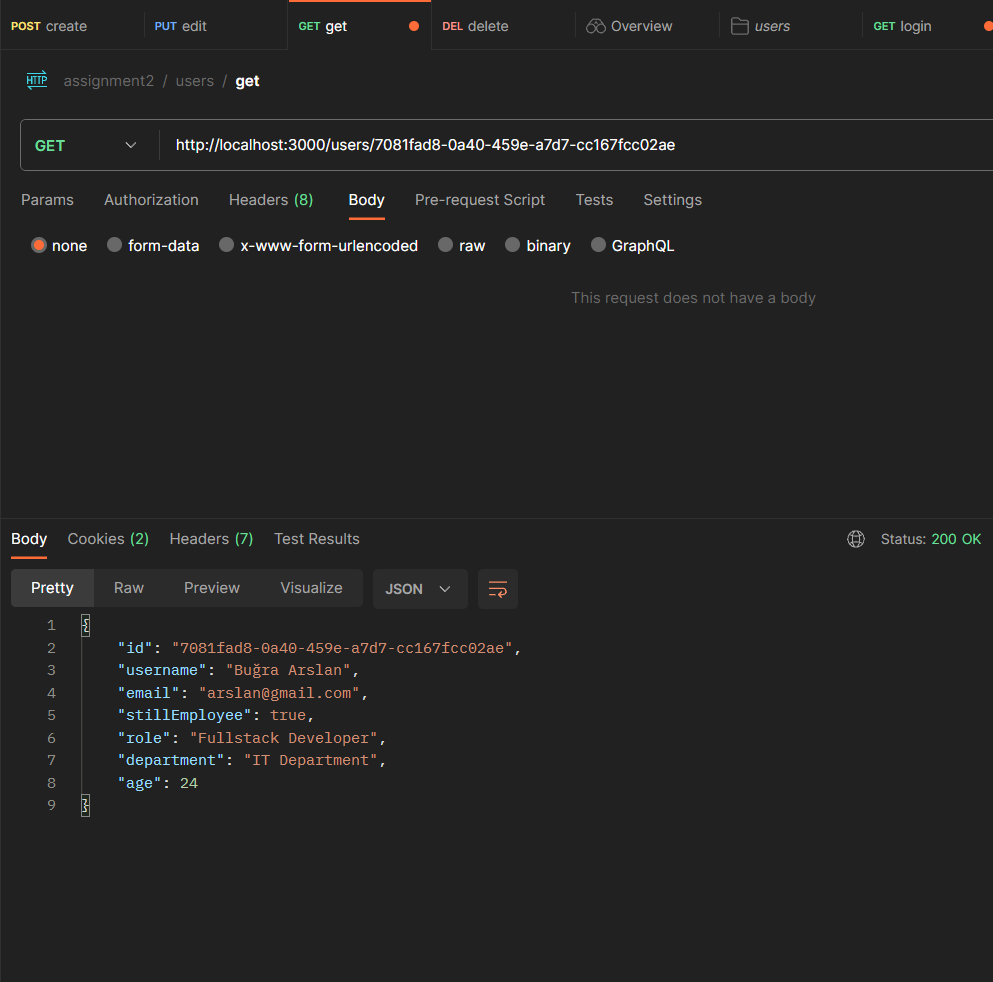 POST create PUT edit GET get DEL delete Overview users GET login
HTTP assignment2 / users / get
GET http://localhost:3000/users/7081fad8-0a40-459e-a7d7-cc167fcc02ae
Params Authorization Headers (8) Body Pre-request Script Tests Settings
none form-data x-www-form-urlencoded raw binary GraphQL
This request does not have a body
Body Cookies (2) Headers (7) Test Results Status: 200 OK
Pretty Raw Preview Visualize JSON
1 {
2 "id": "7081fad8-0a40-459e-a7d7-cc167fcc02ae",
3 "username": "Buğra Arslan",
4 "email": "arslan@gmail.com",
5 "stillEmployee": true,
6 "role": "Fullstack Developer",
7 "department": "IT Department",
8 "age": 24
9 }